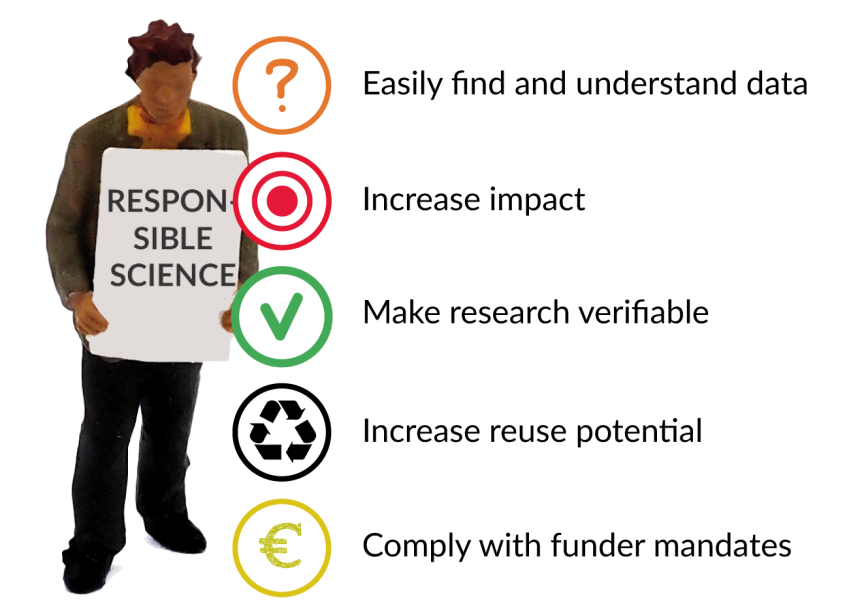 RESPON-
SIBLE
SCIENCE
?
Easily find and understand data
Increase impact
Make research verifiable
Increase reuse potential
€
Comply with funder mandates